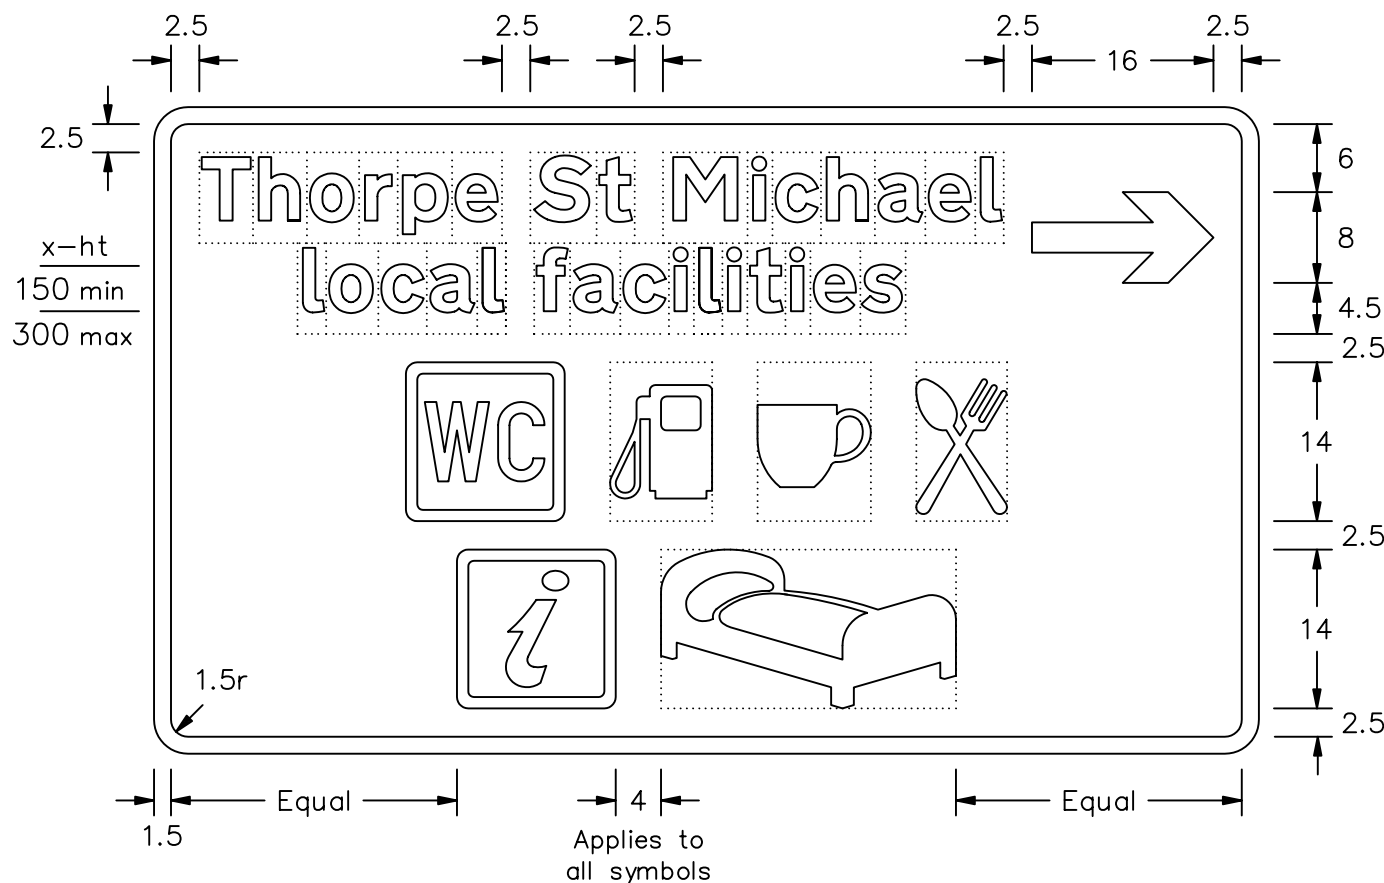 2.5 2.5 2.5 2.5 2.5
16
2.5
6
Thorpe St Michael
8
x-ht
150 min
300 max
local facilities
4.5
2.5
WC
14
2.5
i
14
1.5r
2.5
Equal 4 Equal
1.5
Applies to
all symbols